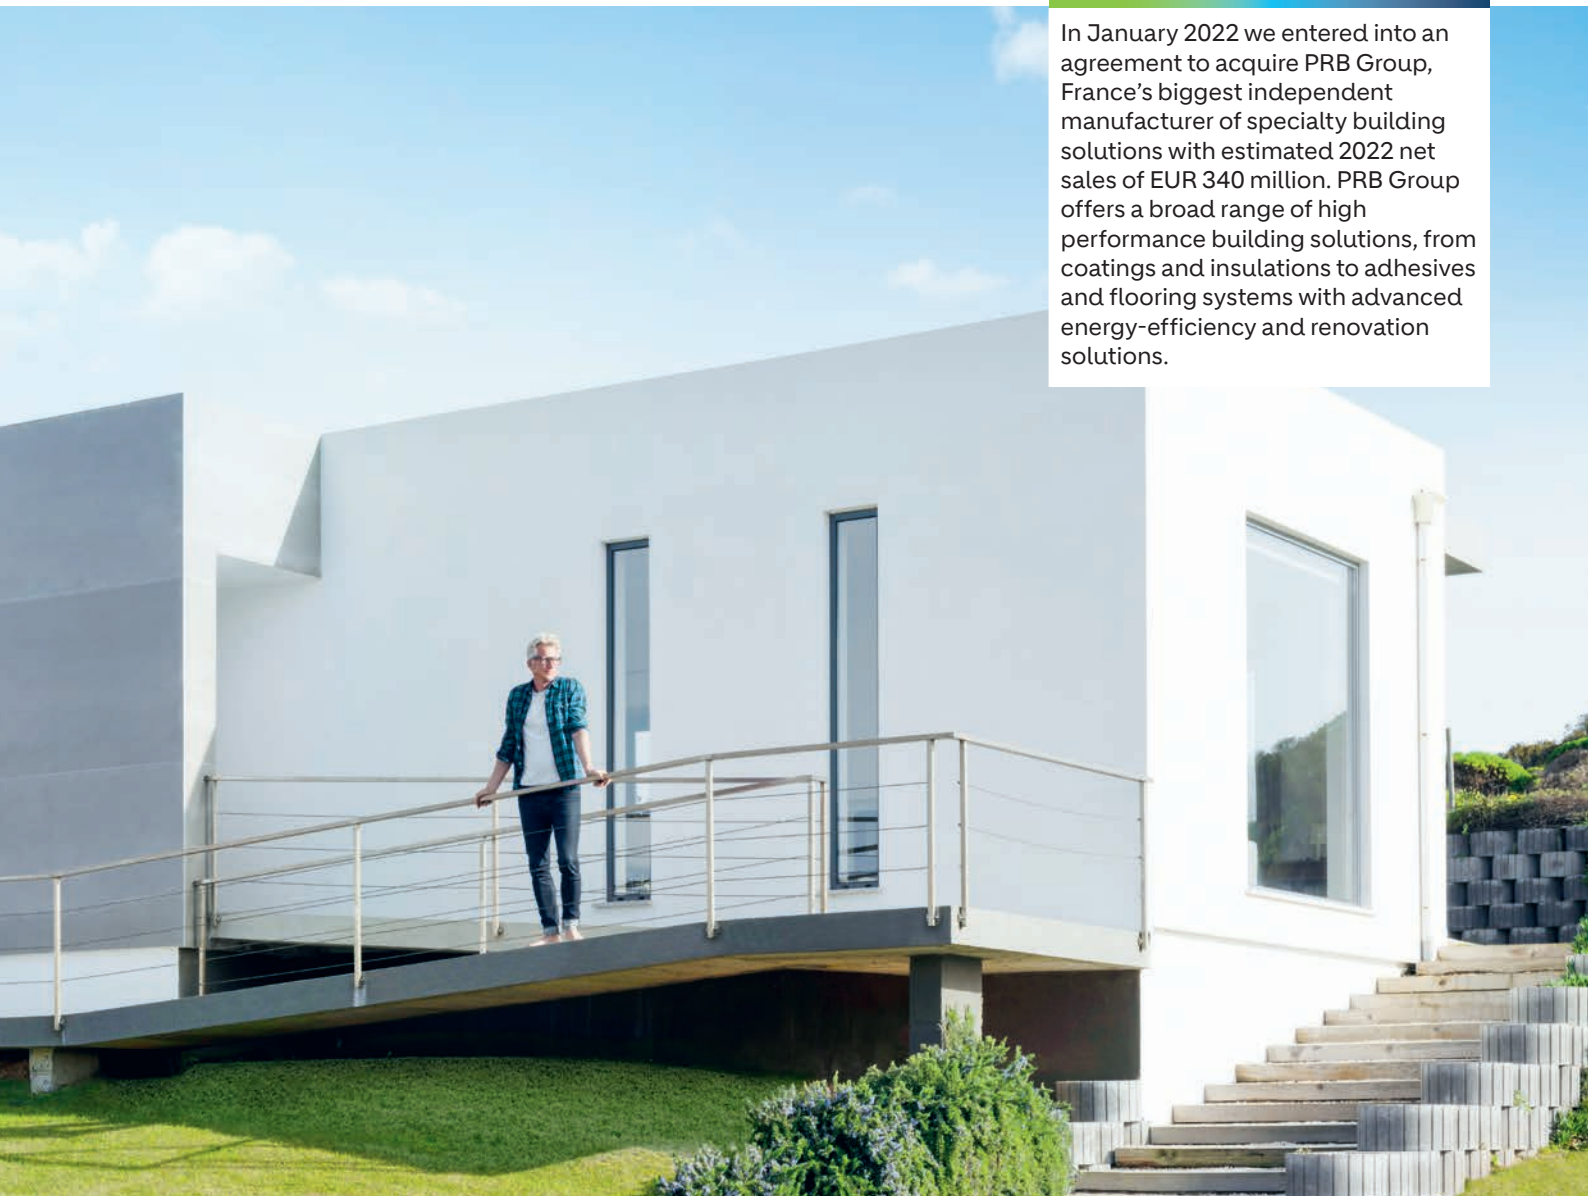 In January 2022 we entered into an
agreement to acquire PRB Group,
France’s biggest independent
manufacturer of specialty building
solutions with estimated 2022 net
sales of EUR 340 million. PRB Group
offers a broad range of high
performance building solutions, from
coatings and insulations to adhesives
and flooring systems with advanced
energy-efficiency and renovation
solutions.